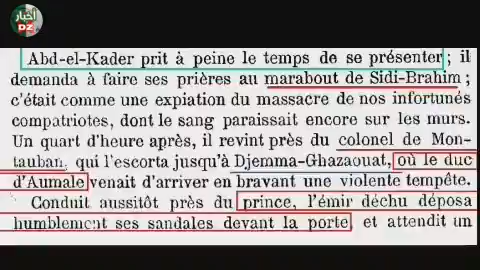 أخبار
DZ
Abd-el-Kader prit à peine le temps de se présenter; il
demanda à faire ses prières au marabout de Sidi-Brahim;
c'était comme une expiation du massacre de nos infortunés
compatriotes, dont le sang paraissait encore sur les murs.
Un quart d'heure après, il revint près du colonel de Mon-
tauban, qui l'escorta jusqu'à Djemma-Ghazaouat, où le duc
d'Aumale venait d'arriver en bravant une violente tempête.
Conduit aussitôt près du prince, l'émir déchu déposa
humblement ses sandales devant la porte, et attendit un